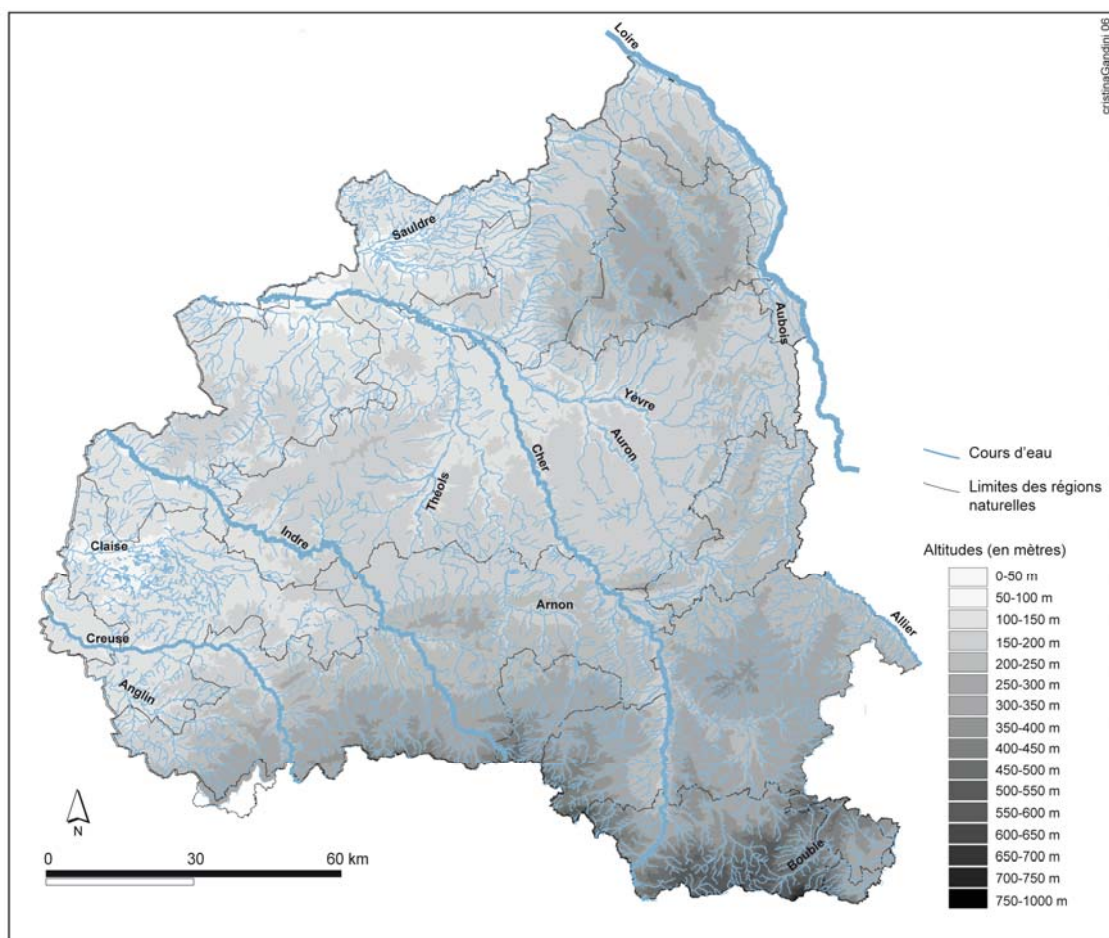 cristinaGandini 06
Loire
Sauldre
Aubois
Yèvre
Auron
Cher
Théols
Indre
Claise
Arnon
Creuse
Allier
Anglin
Bouble
Cours d'eau
Limites des régions
naturelles
Altitudes (en mètres)
0-50 m
50-100 m
100-150 m
150-200 m
200-250 m
250-300 m
300-350 m
350-400 m
400-450 m
450-500 m
500-550 m
550-600 m
600-650 m
650-700 m
700-750 m
750-1000 m
N
0 30 60 km